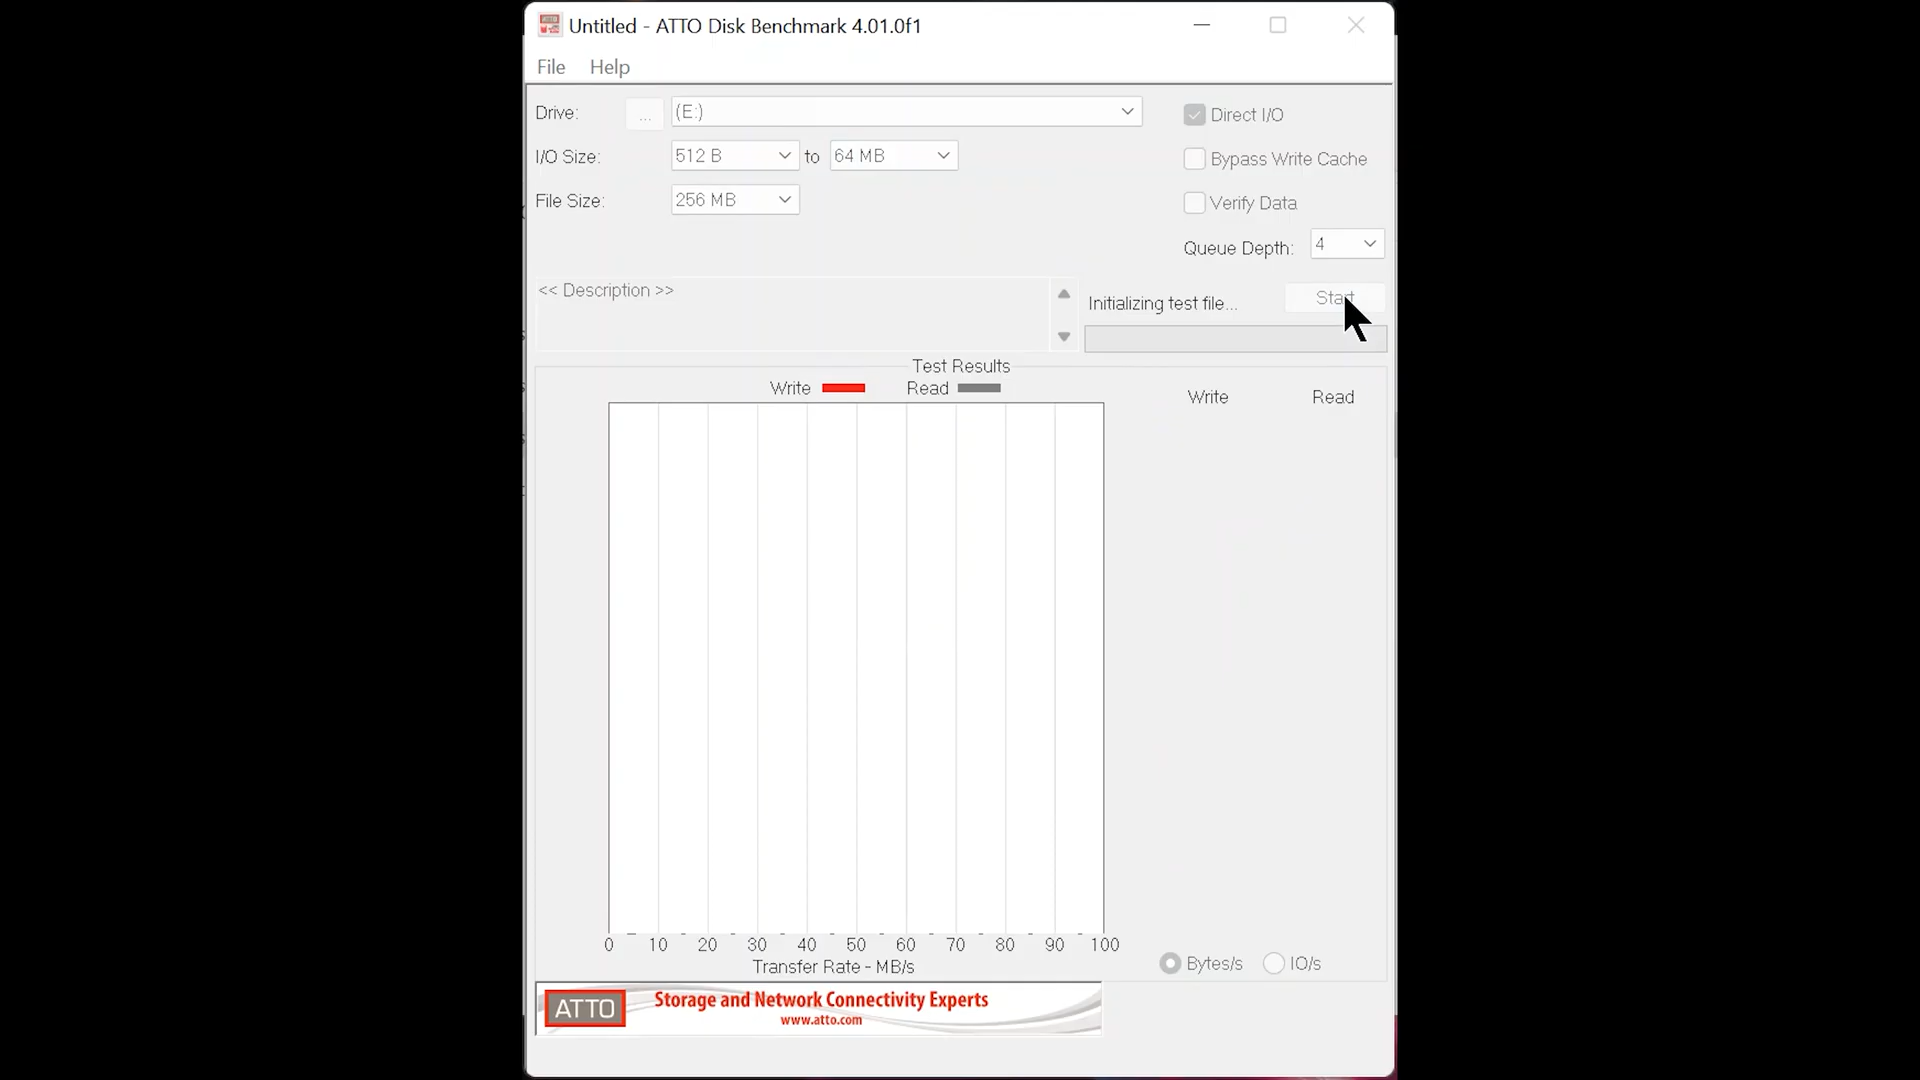 Untitled - ATTO Disk Benchmark 4.01.0f1
File Help
Drive: ... (E:) Direct I/O
I/O Size: 512 B to 64 MB Bypass Write Cache
File Size: 256 MB Verify Data
Queue Depth: 4
<< Description >>
Initializing test file... Start
Test Results
Write Read
Write Read
0 10 20 30 40 50 60 70 80 90 100
Transfer Rate - MB/s
Bytes/s IO/s
ATTO Storage and Network Connectivity Experts
www.atto.com